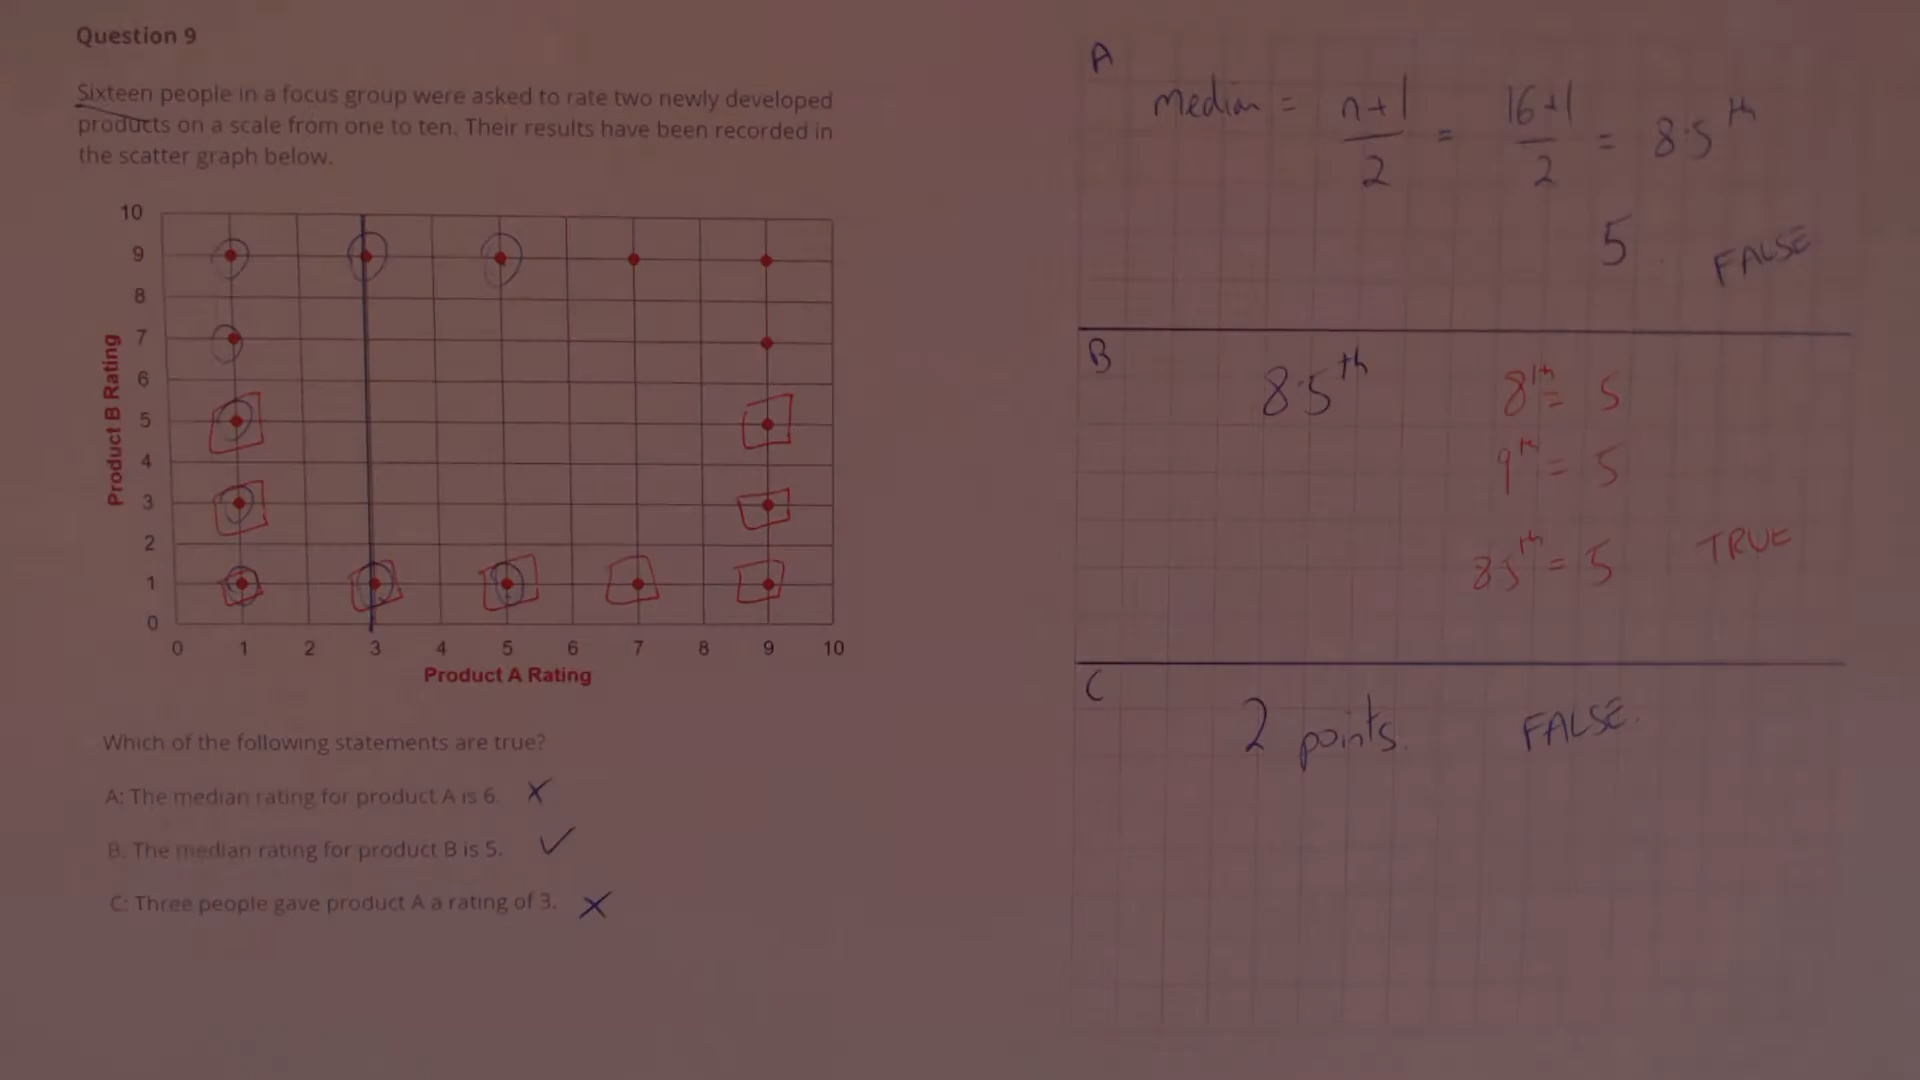 Question 9
Sixteen people in a focus group were asked to rate two newly developed
products on a scale from one to ten. Their results have been recorded in
the scatter graph below.
10
9
8
7
6
5
4
3
2
1
0
Product B Rating
0 1 2 3 4 5 6 7 8 9 10
Product A Rating
Which of the following statements are true?
A: The median rating for product A is 6. X
B. The median rating for product B is 5. ✓
C: Three people gave product A a rating of 3. X
A
median = n+1/2 = 16+1/2 = 8.5th
5 FALSE
B
8.5th
8th = 5
9th = 5
8.5th = 5 TRUE
C
2 points. FALSE.